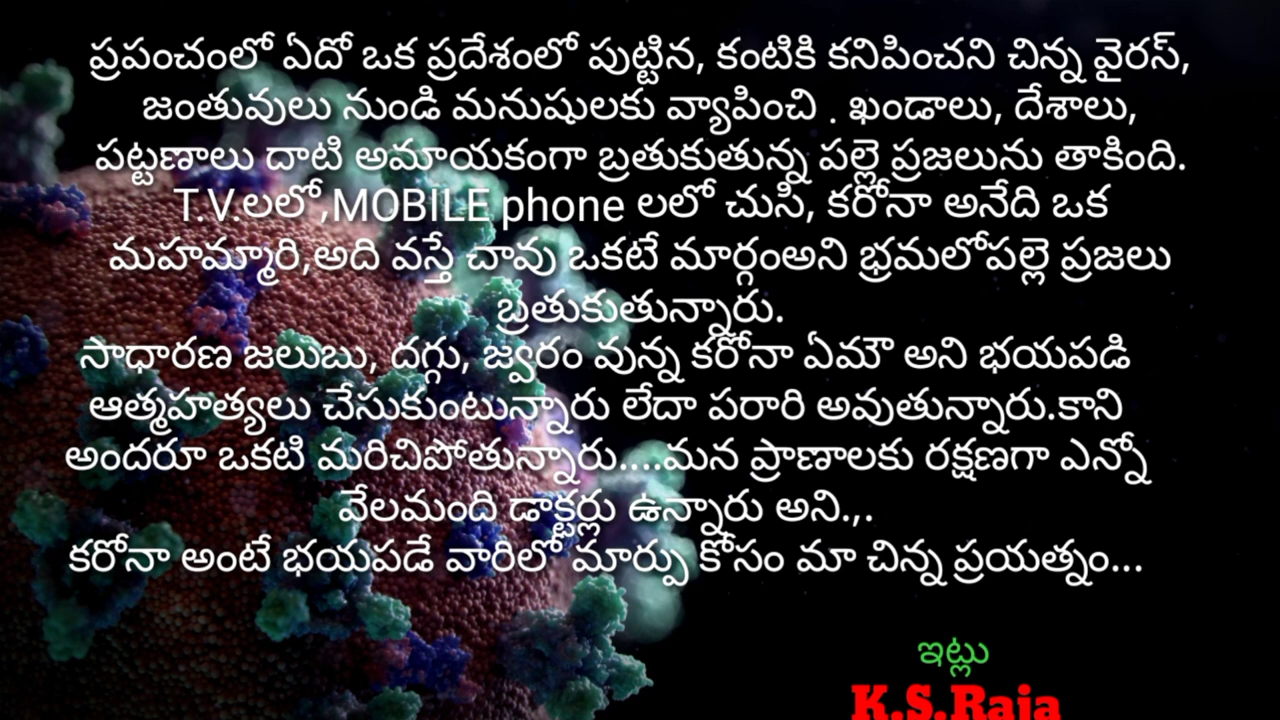 ప్రపంచంలో ఏదో ఒక ప్రదేశంలో పుట్టిన, కంటికి కనిపించని చిన్న వైరస్,
జంతువులు నుండి మనుషులకు వ్యాపించి . ఖండాలు, దేశాలు,
పట్టణాలు దాటి అమాయకంగా బ్రతుకుతున్న పల్లె ప్రజలును తాకింది.
T.V.లలో,MOBILE phone లలో చుసి, కరోనా అనేది ఒక
మహమ్మారి,అది వస్తే చావు ఒకటే మార్గంఅని భ్రమలోపల్లె ప్రజలు
బ్రతుకుతున్నారు.
సాధారణ జలుబు, దగ్గు, జ్వరం వున్న కరోనా ఏమౌ అని భయపడి
ఆత్మహత్యలు చేసుకుంటున్నారు లేదా పరారి అవుతున్నారు.కాని
అందరూ ఒకటి మరిచిపోతున్నారు....మన ప్రాణాలకు రక్షణగా ఎన్నో
వేలమంది డాక్టర్లు ఉన్నారు అని.,.
కరోనా అంటే భయపడే వారిలో మార్పు కోసం మా చిన్న ప్రయత్నం...
ఇట్లు
K.S.Raja